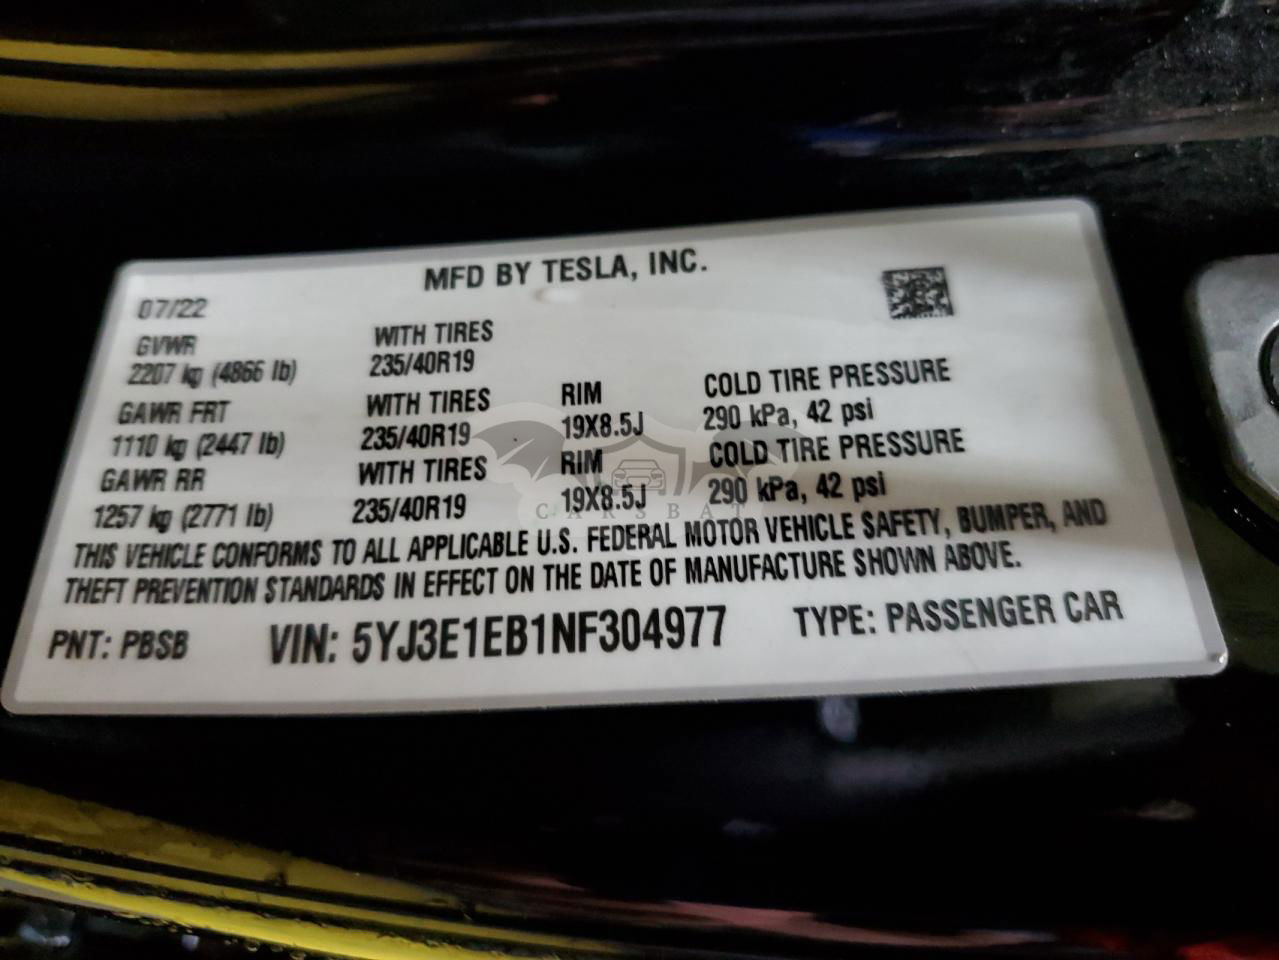 MFD BY TESLA, INC.
07/22
GVWR WITH TIRES
2207 kg (4866 lb) 235/40R19
GAWR FRT WITH TIRES RIM COLD TIRE PRESSURE
1110 kg (2447 lb) 235/40R19 19X8.5J 290 kPa, 42 psi
GAWR RR WITH TIRES RIM COLD TIRE PRESSURE
1257 kg (2771 lb) 235/40R19 19X8.5J 290 kPa, 42 psi
CARSBAT
THIS VEHICLE CONFORMS TO ALL APPLICABLE U.S. FEDERAL MOTOR VEHICLE SAFETY, BUMPER, AND
THEFT PREVENTION STANDARDS IN EFFECT ON THE DATE OF MANUFACTURE SHOWN ABOVE.
PNT: PBSB VIN: 5YJ3E1EB1NF304977 TYPE: PASSENGER CAR